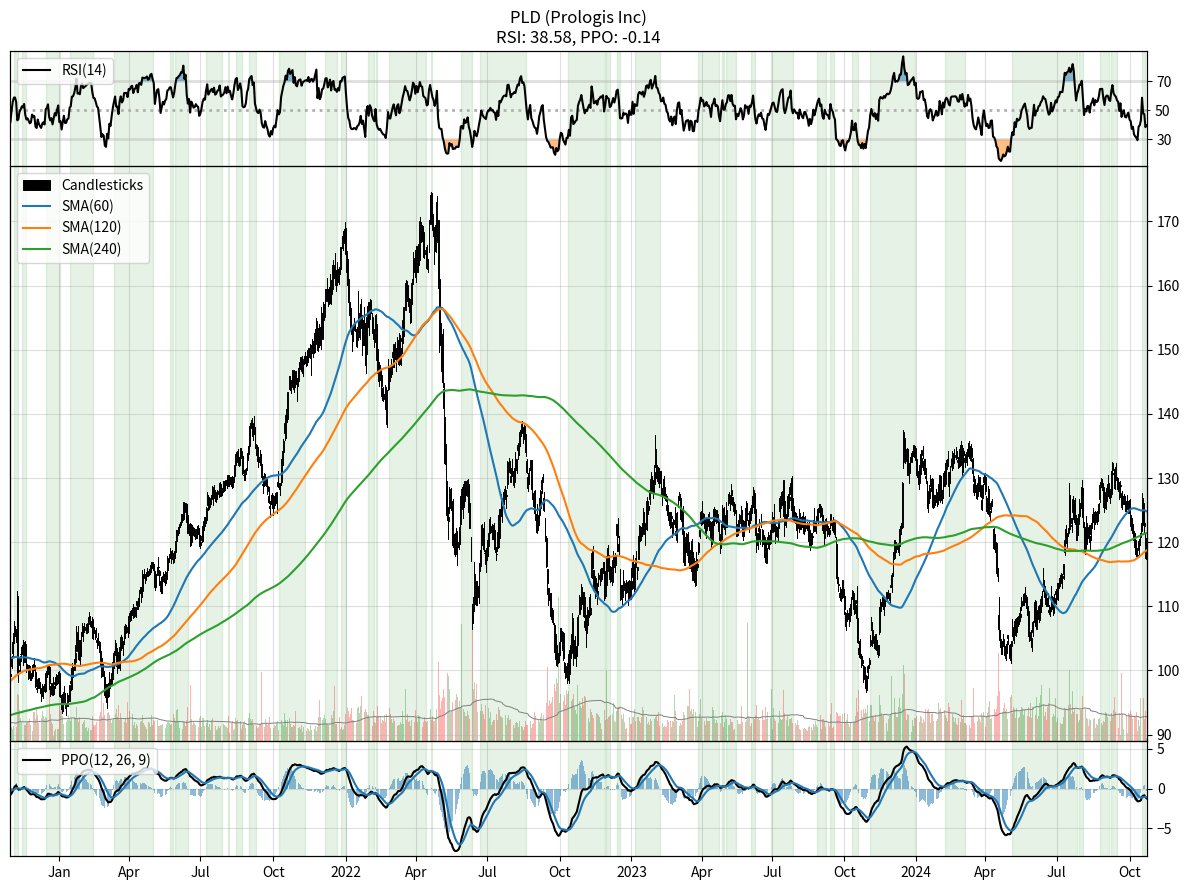 PLD (Prologis Inc)
RSI: 38.58, PPO: -0.14
RSI(14)
70
50
30
Candlesticks
SMA(60)
SMA(120)
SMA(240)
170
160
150
140
130
120
110
100
90
PPO(12, 26, 9)
5
0
−5
Jan Apr Jul Oct 2022 Apr Jul Oct 2023 Apr Jul Oct 2024 Apr Jul Oct